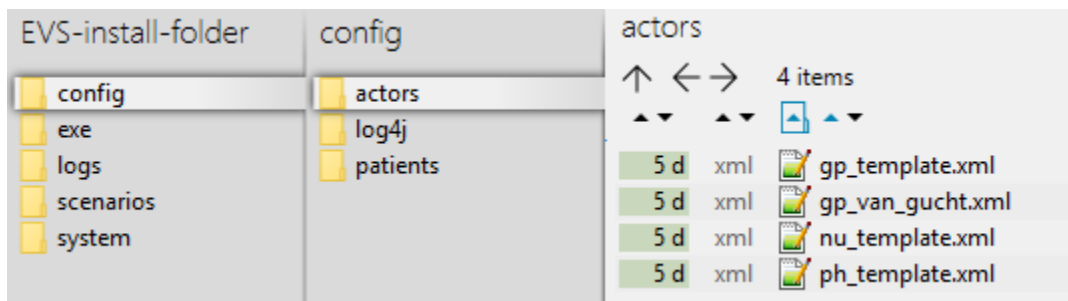 EVS-install-folder
config
exe
logs
scenarios
system
config
actors
log4j
patients
actors
4 items
5 d xml gp_template.xml
5 d xml gp_van_gucht.xml
5 d xml nu_template.xml
5 d xml ph_template.xml